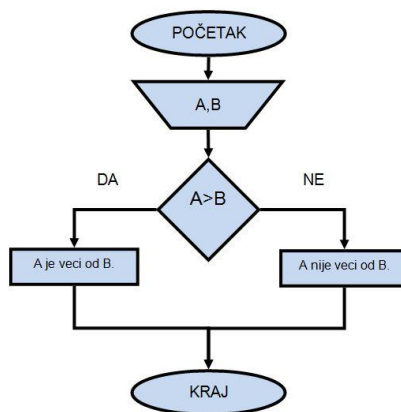 POČETAK
A,B
A>B
DA
NE
A je veci od B.
A nije veci od B.
KRAJ